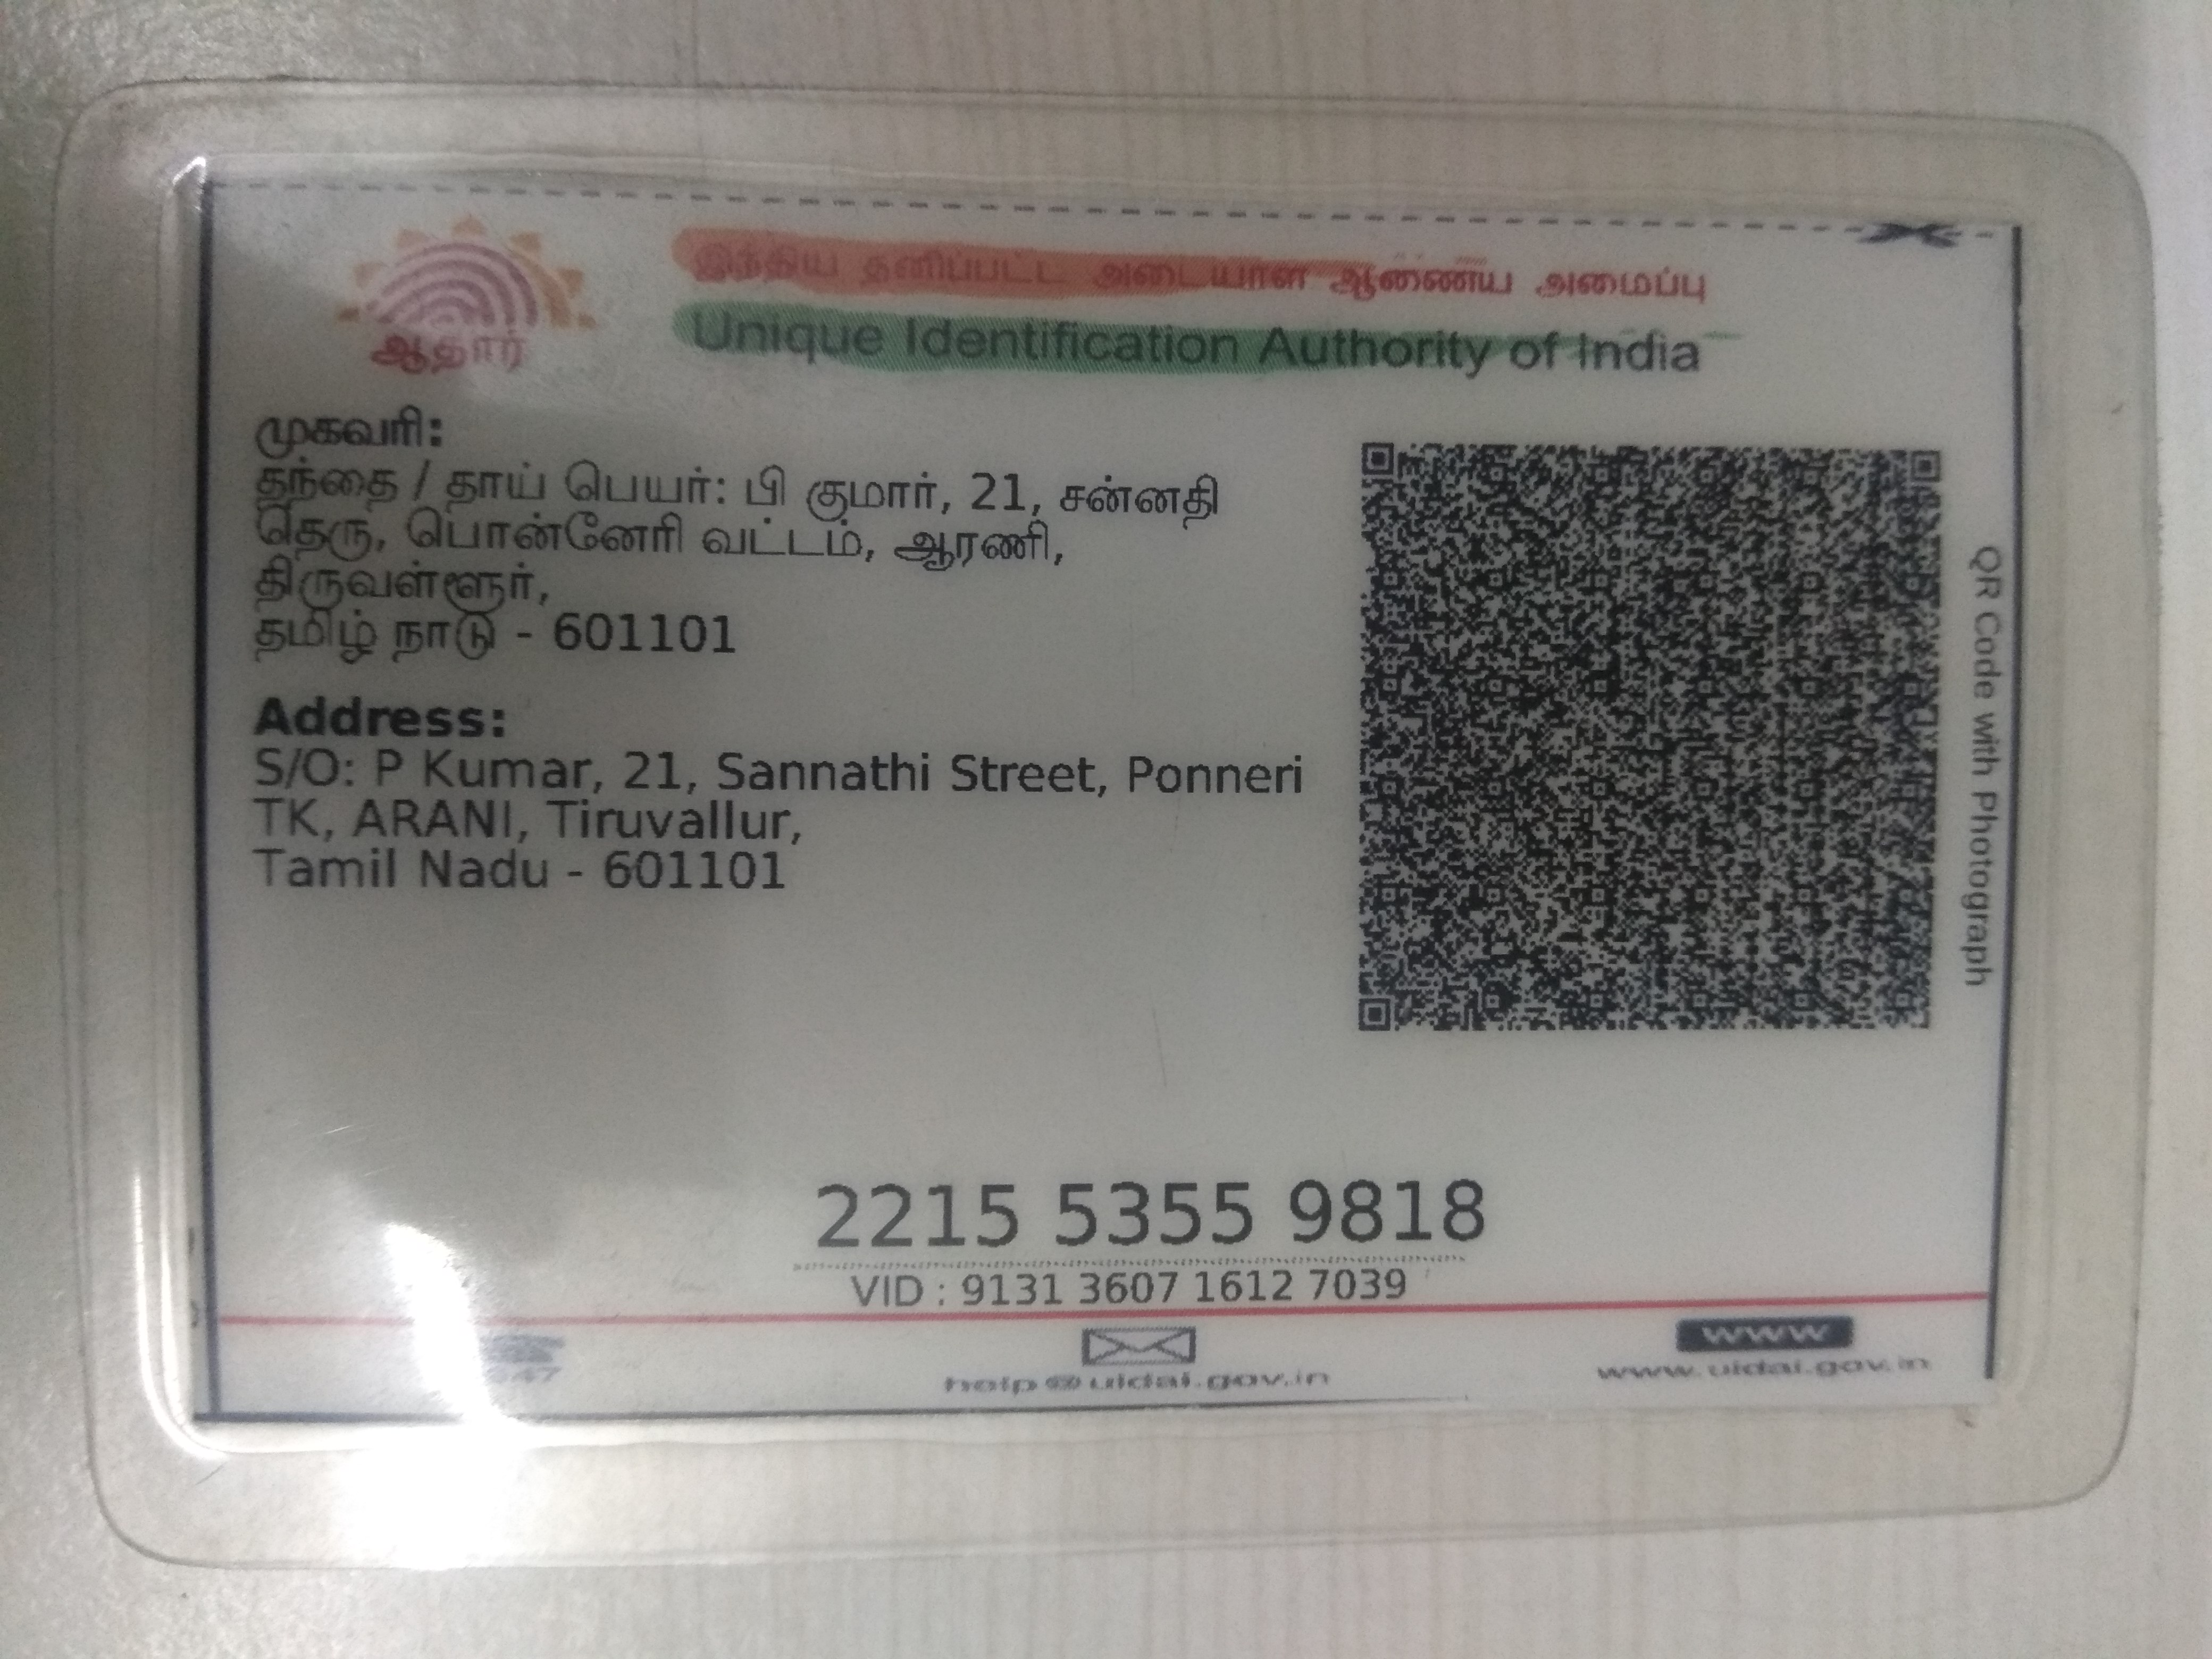 இந்திய தனிப்பட்ட அடையாள ஆணைய அமைப்பு
Unique Identification Authority of India
ஆதார்
முகவரி:
தந்தை / தாய் பெயர்: பி குமார், 21, சன்னதி
தெரு, பொன்னேரி வட்டம், ஆரணி,
திருவள்ளூர்,
தமிழ் நாடு - 601101
Address:
S/O: P Kumar, 21, Sannathi Street, Ponneri
TK, ARANI, Tiruvallur,
Tamil Nadu - 601101
QR Code with Photograph
2215 5355 9818
VID : 9131 3607 1612 7039
help@uidai.gov.in
www
www.uidai.gov.in